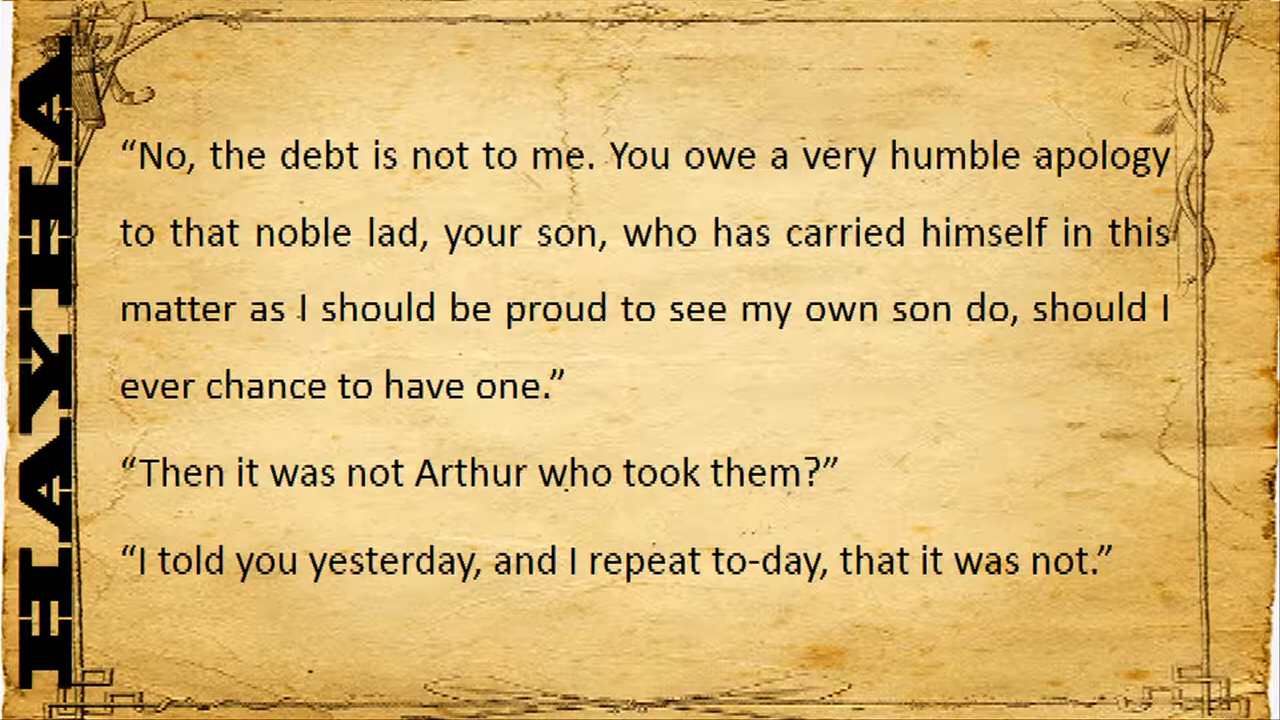 HAYHA
“No, the debt is not to me. You owe a very humble apology
to that noble lad, your son, who has carried himself in this
matter as I should be proud to see my own son do, should I
ever chance to have one.”
“Then it was not Arthur who took them?”
“I told you yesterday, and I repeat to-day, that it was not.”